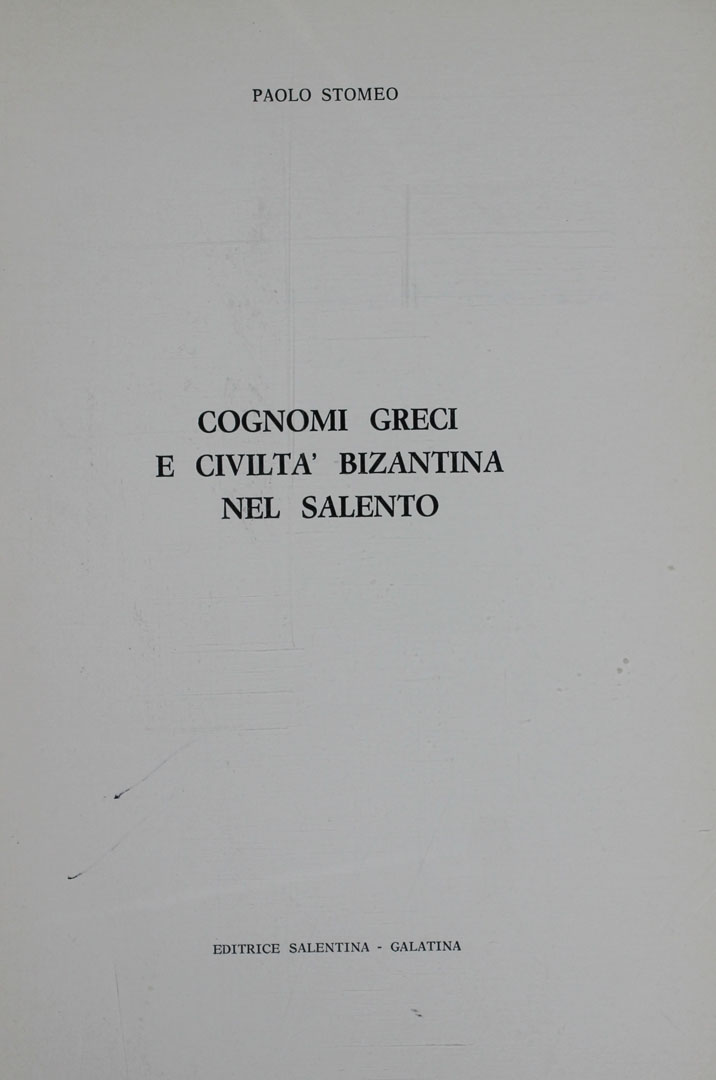 PAOLO STOMEO
COGNOMI GRECI
E CIVILTA' BIZANTINA
NEL SALENTO
EDITRICE SALENTINA - GALATINA